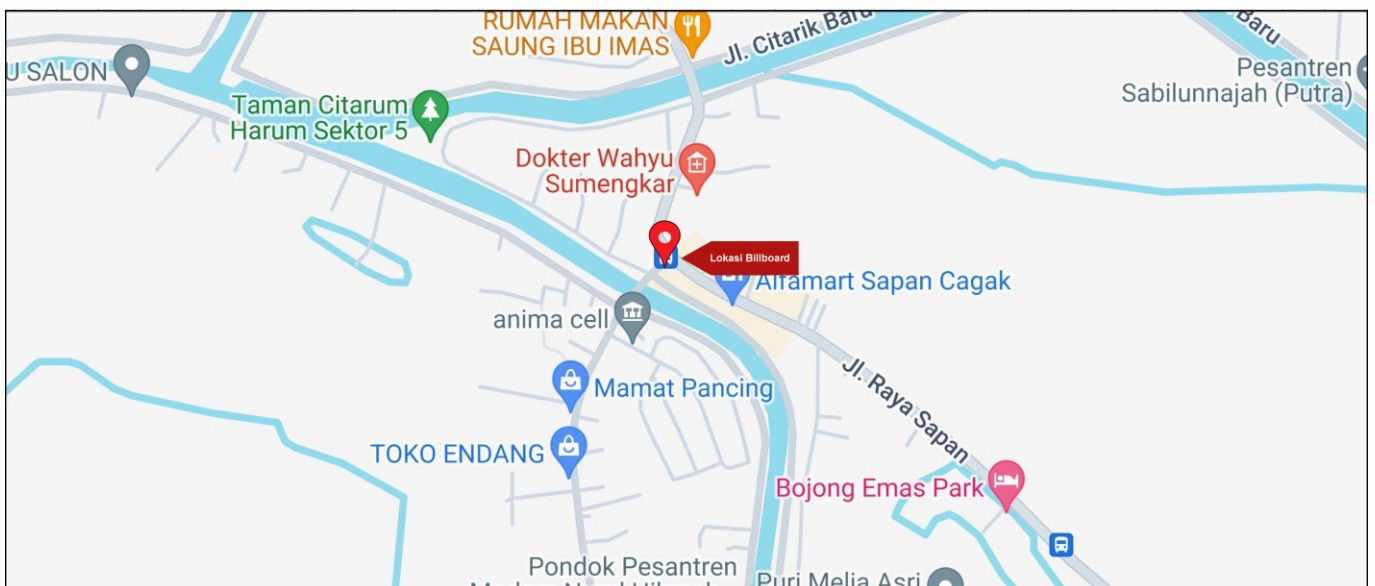 RUMAH MAKAN
SAUNG IBU IMAS
Jl. Citarik Baru
Baru
Pesantren
Sabilunnajah (Putra)
U SALON
Taman Citarum
Harum Sektor 5
Dokter Wahyu
Sumengkar
Lokasi Billboard
Alfamart Sapan Cagak
anima cell
Mamat Pancing
Jl. Raya Sapan
TOKO ENDANG
Bojong Emas Park
Pondok Pesantren
Puri Melia Asri